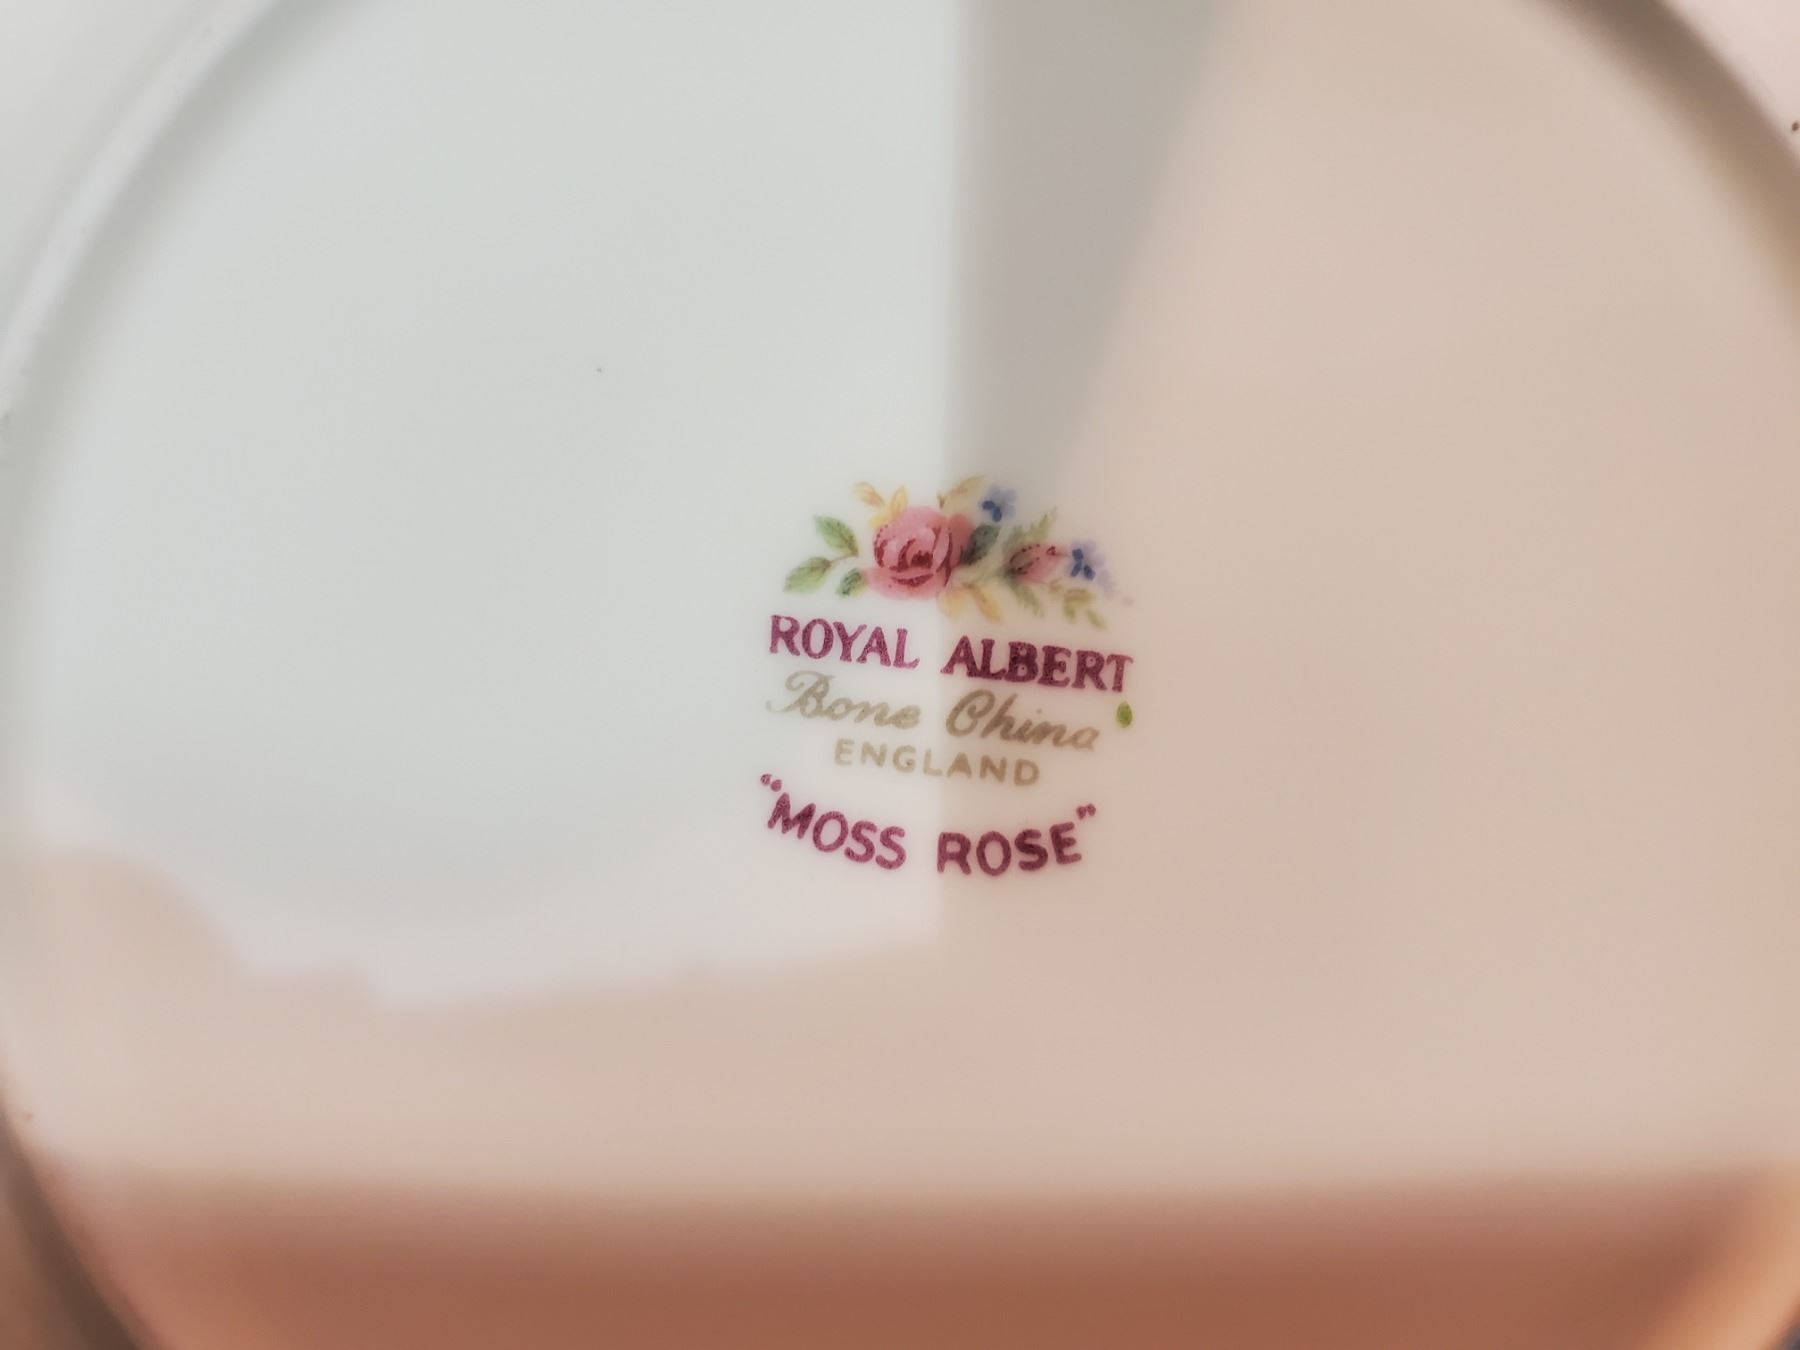 ROYAL ALBERT
Bone China
ENGLAND
"MOSS ROSE"